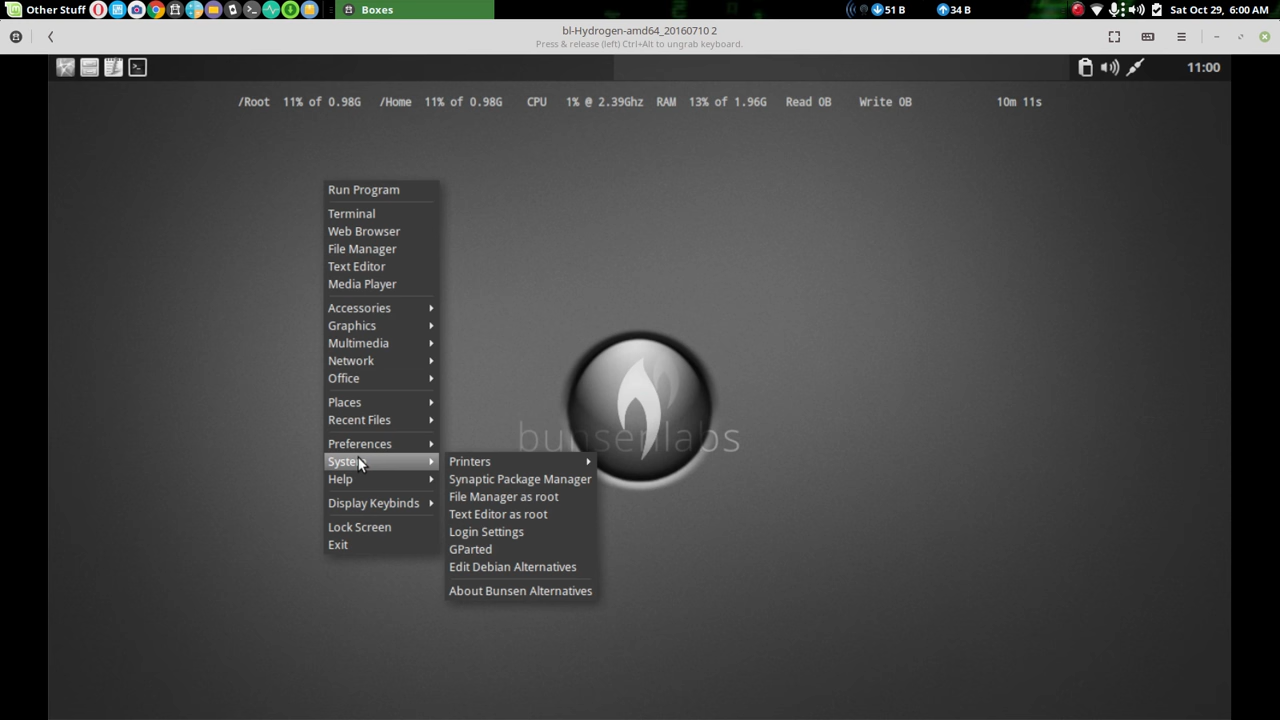 Other Stuff Boxes 51 B 34 B Sat Oct 29, 6:00 AM
bl-Hydrogen-amd64_20160710 2
Press & release (left) Ctrl+Alt to ungrab keyboard.
11:00
/Root 11% of 0.98G /Home 11% of 0.98G CPU 1% @ 2.39Ghz RAM 13% of 1.96G Read 0B Write 0B 10m 11s
Run Program
Terminal
Web Browser
File Manager
Text Editor
Media Player
Accessories
Graphics
Multimedia
Network
Office
Places
Recent Files
Preferences
System
Help
Display Keybinds
Lock Screen
Exit
Printers
Synaptic Package Manager
File Manager as root
Text Editor as root
Login Settings
GParted
Edit Debian Alternatives
About Bunsen Alternatives
bunsenlabs